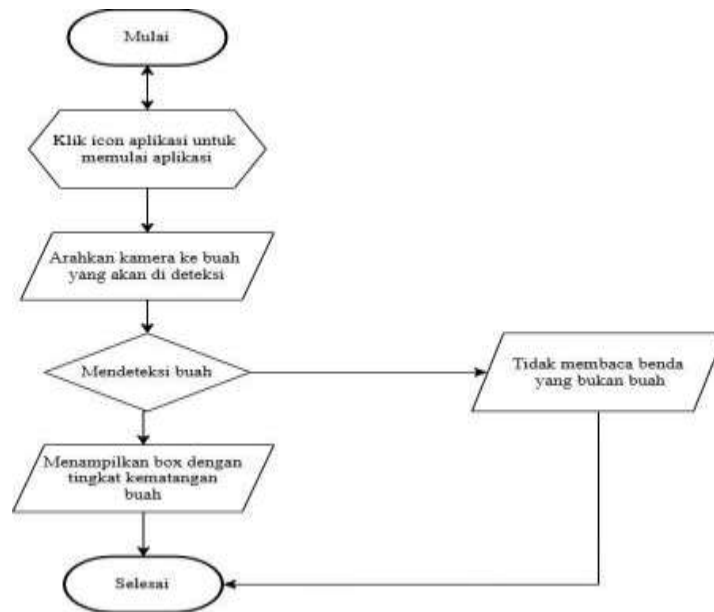 Mulai
Klik icon aplikasi untuk
memulai aplikasi
Arahkan kamera ke buah
yang akan di deteksi
Mendeteksi buah
Tidak membaca benda
yang bukan buah
Menampilkan box dengan
tingkat kematangan
buah
Selesai